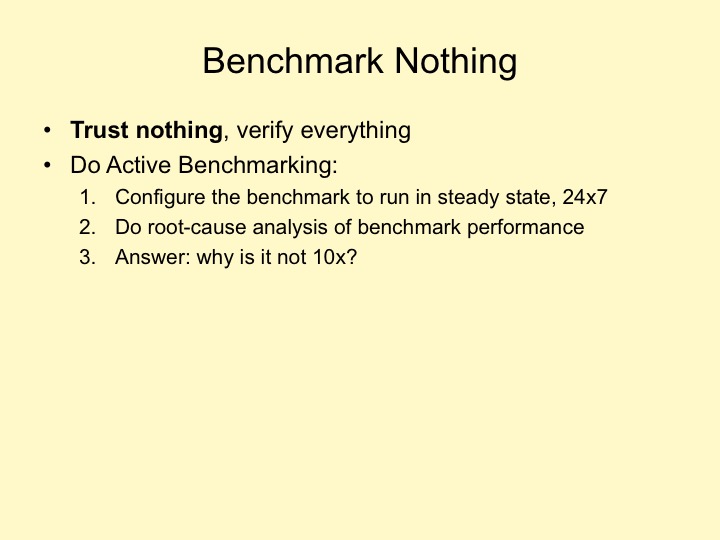 Benchmark Nothing
• Trust nothing, verify everything
• Do Active Benchmarking:
1. Configure the benchmark to run in steady state, 24x7
2. Do root-cause analysis of benchmark performance
3. Answer: why is it not 10x?